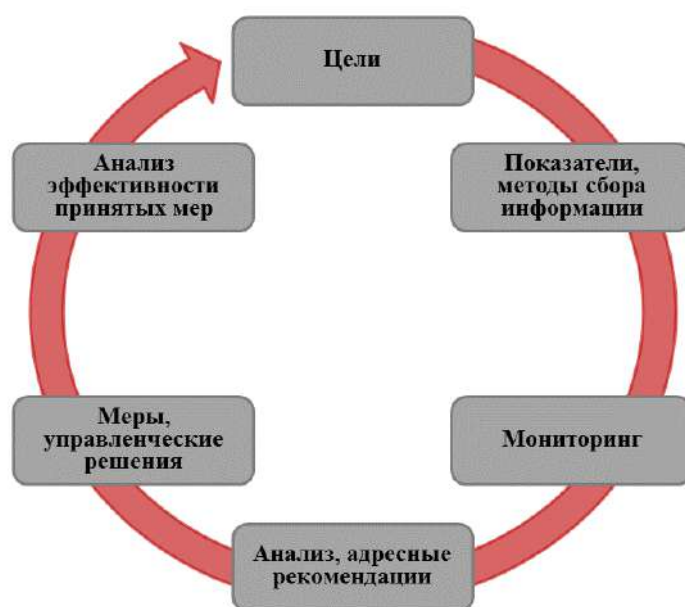 Цели
Показатели,
методы сбора
информации
Мониторинг
Анализ, адресные
рекомендации
Меры,
управленческие
решения
Анализ
эффективности
принятых мер